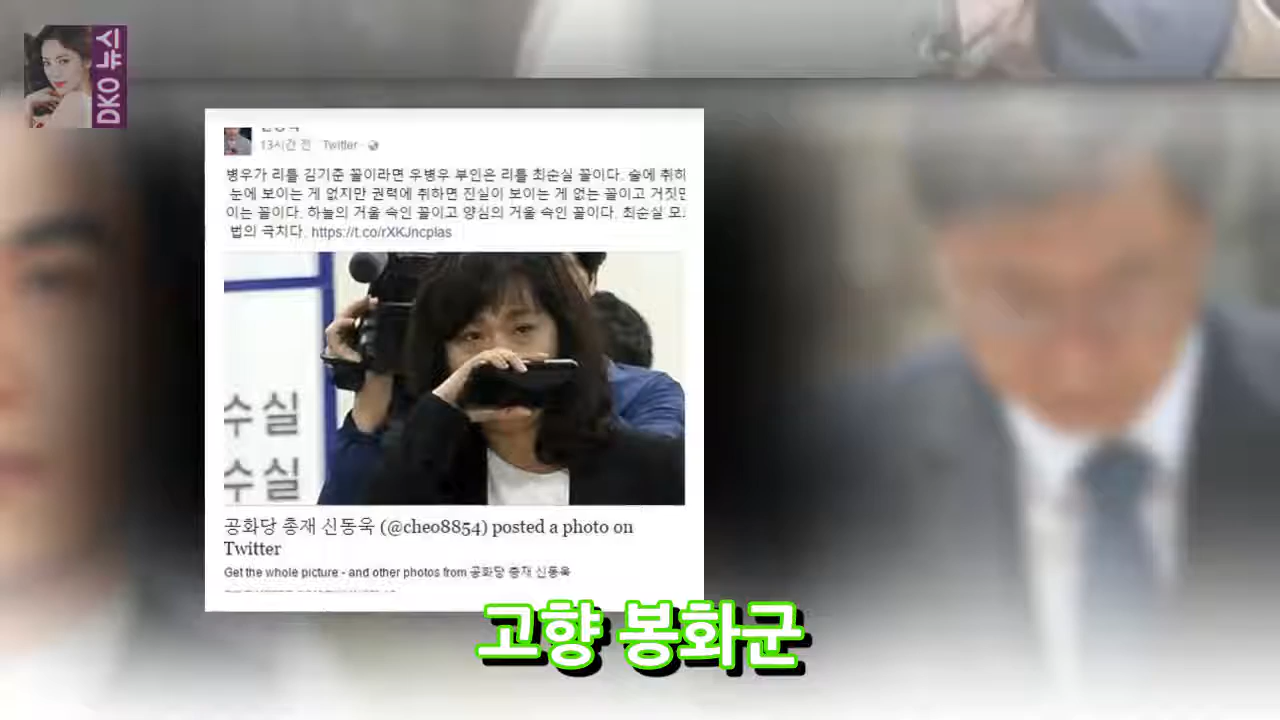 DKO 뉴스
13시간 전 · Twitter ·
병우가 리틀 김기춘 꼴이라면 우병우 부인은 리틀 최순실 꼴이다. 술에 취하
눈에 보이는 게 없지만 권력에 취하면 진실이 보이는 게 없는 꼴이고 거짓만
이는 꼴이다. 하늘의 거울 속인 꼴이고 양심의 거울 속인 꼴이다. 최순실 모
법의 극치다. https://t.co/rXKJncplas
수실
수실
공화당 총재 신동욱 (@cheo8854) posted a photo on
Twitter
Get the whole picture - and other photos from 공화당 총재 신동욱
고향 봉화군